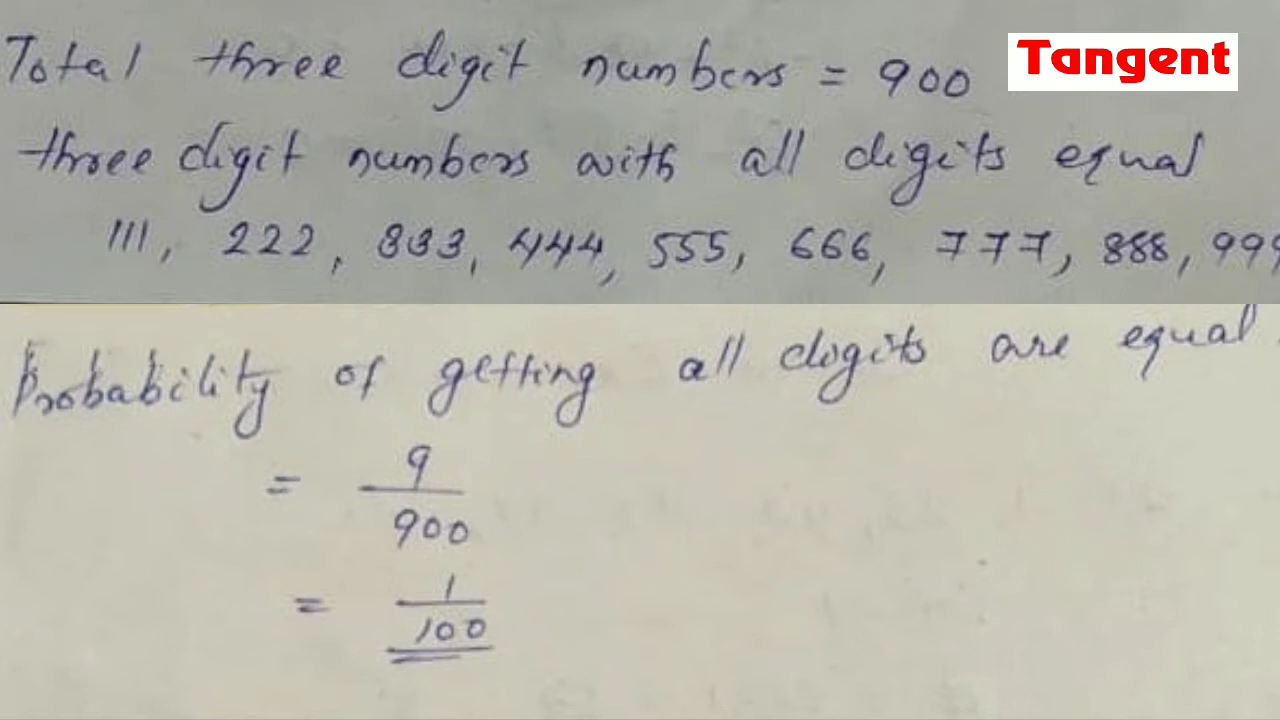 Total three digit numbers = 900
Tangent
three digit numbers with all digits equal
111, 222, 333, 444, 555, 666, 777, 888, 999
Probability of getting all digits are equal.
= 9/900
= 1/100